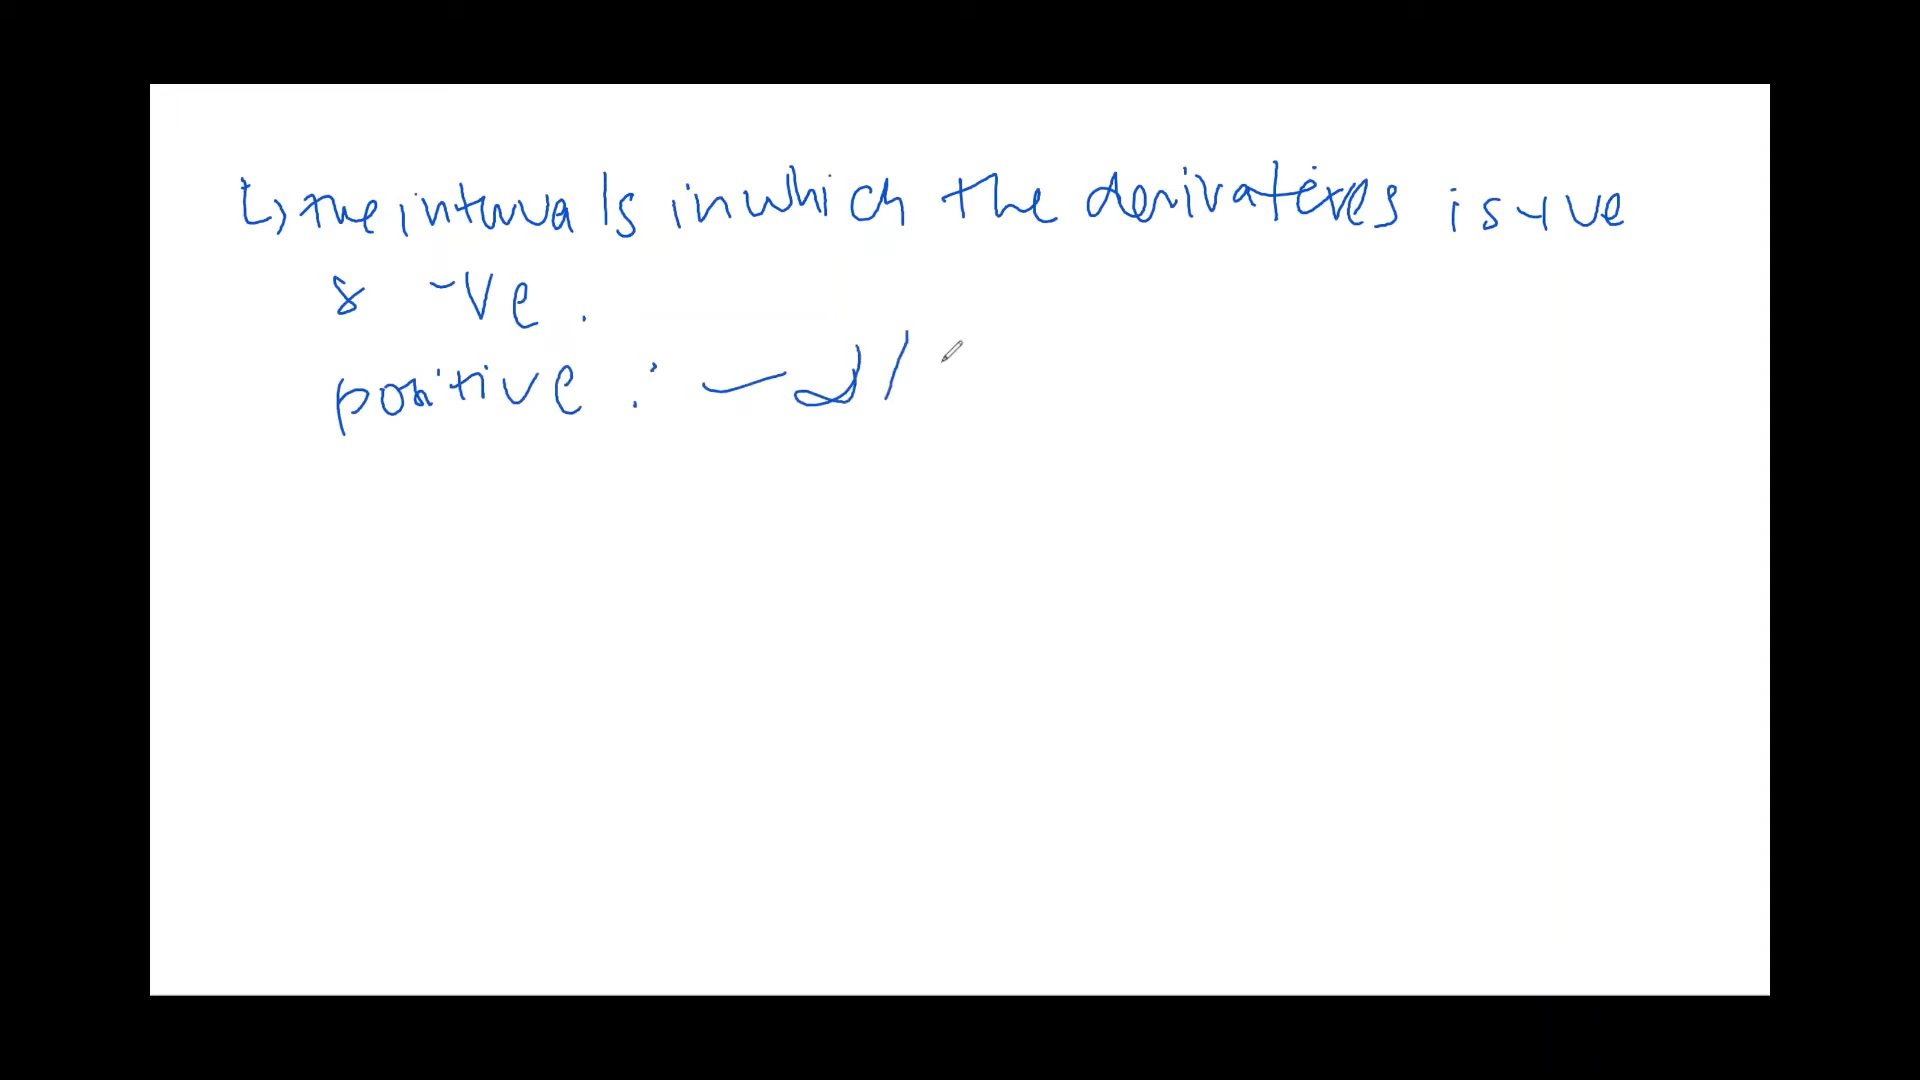 ↳ the intervals in which the derivatives is +ve
& -ve.
positive : -